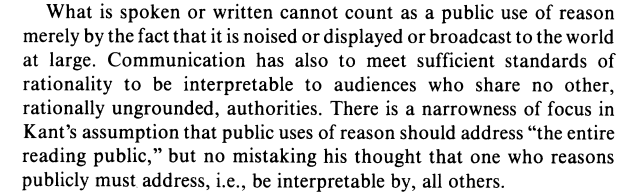 What is spoken or written cannot count as a public use of reason
merely by the fact that it is noised or displayed or broadcast to the world
at large. Communication has also to meet sufficient standards of
rationality to be interpretable to audiences who share no other,
rationally ungrounded, authorities. There is a narrowness of focus in
Kant's assumption that public uses of reason should address “the entire
reading public,” but no mistaking his thought that one who reasons
publicly must address, i.e., be interpretable by, all others.